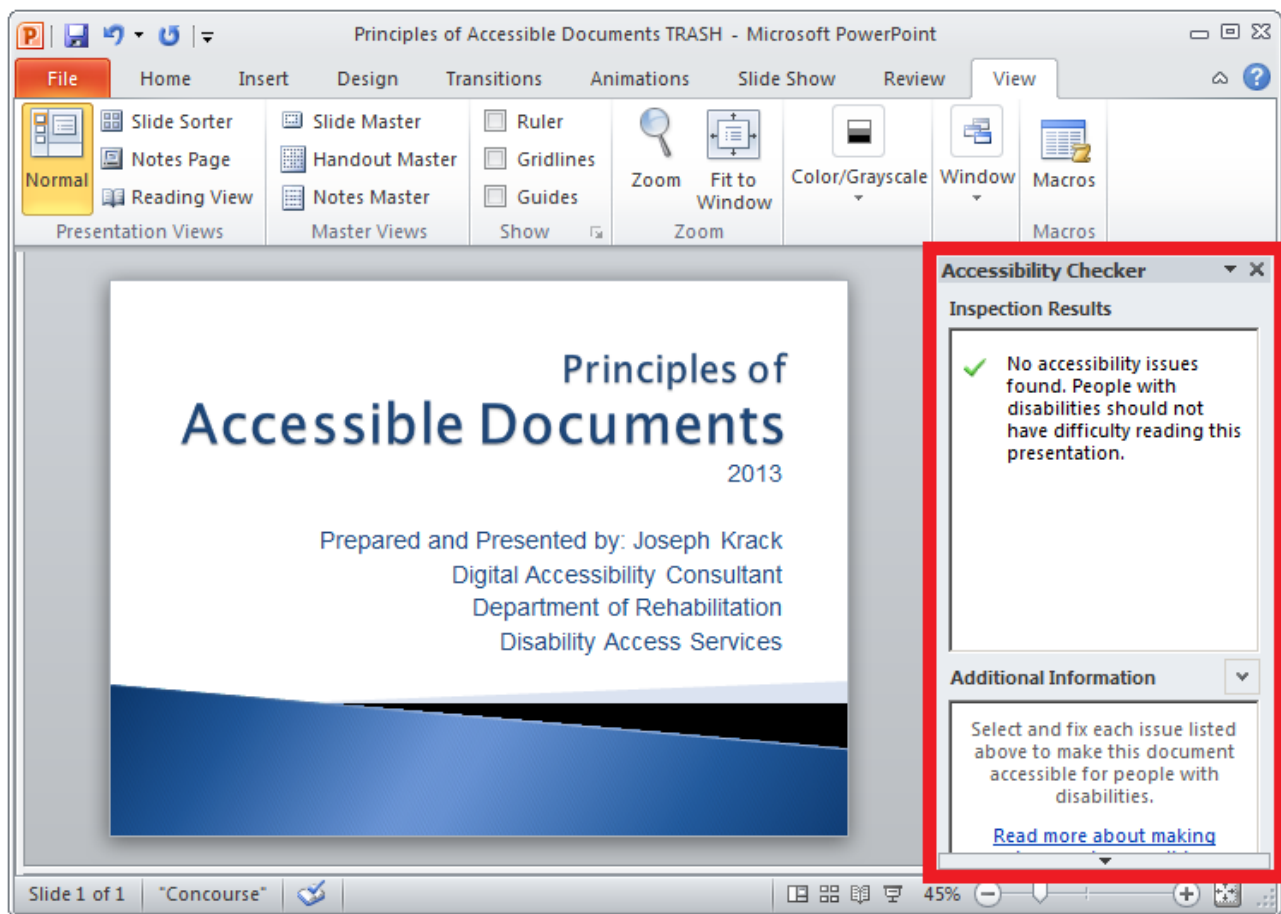 Principles of Accessible Documents TRASH - Microsoft PowerPoint
File Home Insert Design Transitions Animations Slide Show Review View
Normal
Slide Sorter
Notes Page
Reading View
Presentation Views
Slide Master
Handout Master
Notes Master
Master Views
Ruler
Gridlines
Guides
Show
Zoom
Fit to
Window
Zoom
Color/Grayscale
Window
Macros
Macros
Principles of
Accessible Documents
2013
Prepared and Presented by: Joseph Krack
Digital Accessibility Consultant
Department of Rehabilitation
Disability Access Services
Accessibility Checker
Inspection Results
No accessibility issues
found. People with
disabilities should not
have difficulty reading this
presentation.
Additional Information
Select and fix each issue listed
above to make this document
accessible for people with
disabilities.
Read more about making
Slide 1 of 1 "Concourse" 45%